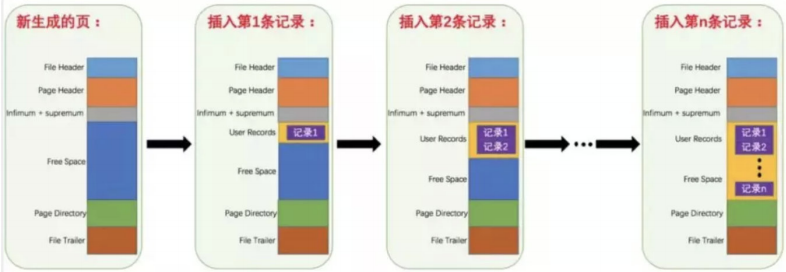 新生成的页：
File Header
Page Header
Infimum + supremum
Free Space
Page Directory
File Trailer
插入第1条记录：
File Header
Page Header
Infimum + supremum
User Records
记录1
Free Space
Page Directory
File Trailer
插入第2条记录：
File Header
Page Header
Infimum + supremum
User Records
记录1
记录2
Free Space
Page Directory
File Trailer
插入第n条记录：
File Header
Page Header
Infimum + supremum
User Records
记录1
记录2
Free Space
记录n
Page Directory
File Trailer